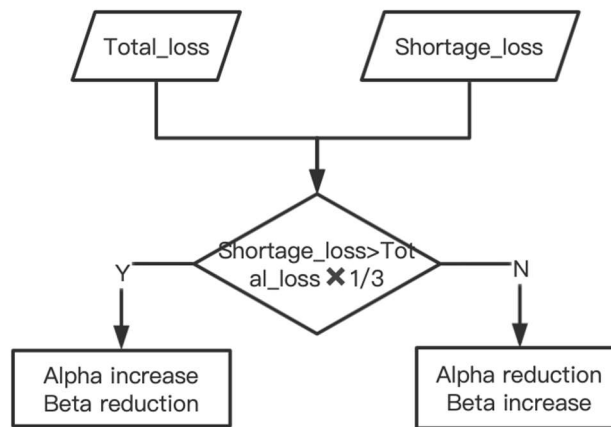 Total_loss
Shortage_loss
Shortage_loss>Tot
al_loss ✖ 1/3
Y
N
Alpha increase
Beta reduction
Alpha reduction
Beta increase